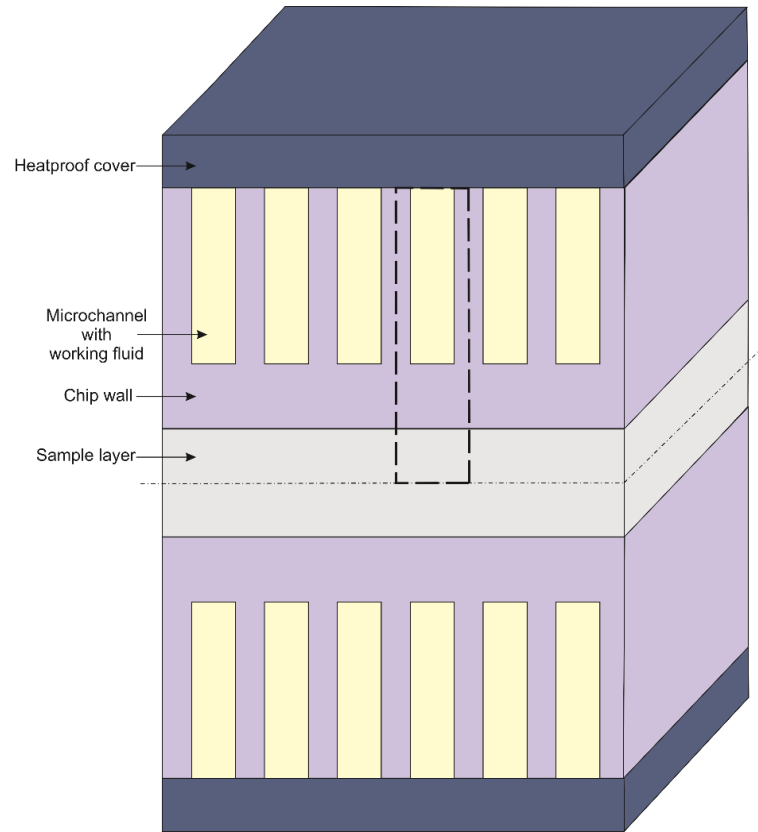 Heatproof cover
Microchannel
with
working fluid
Chip wall
Sample layer